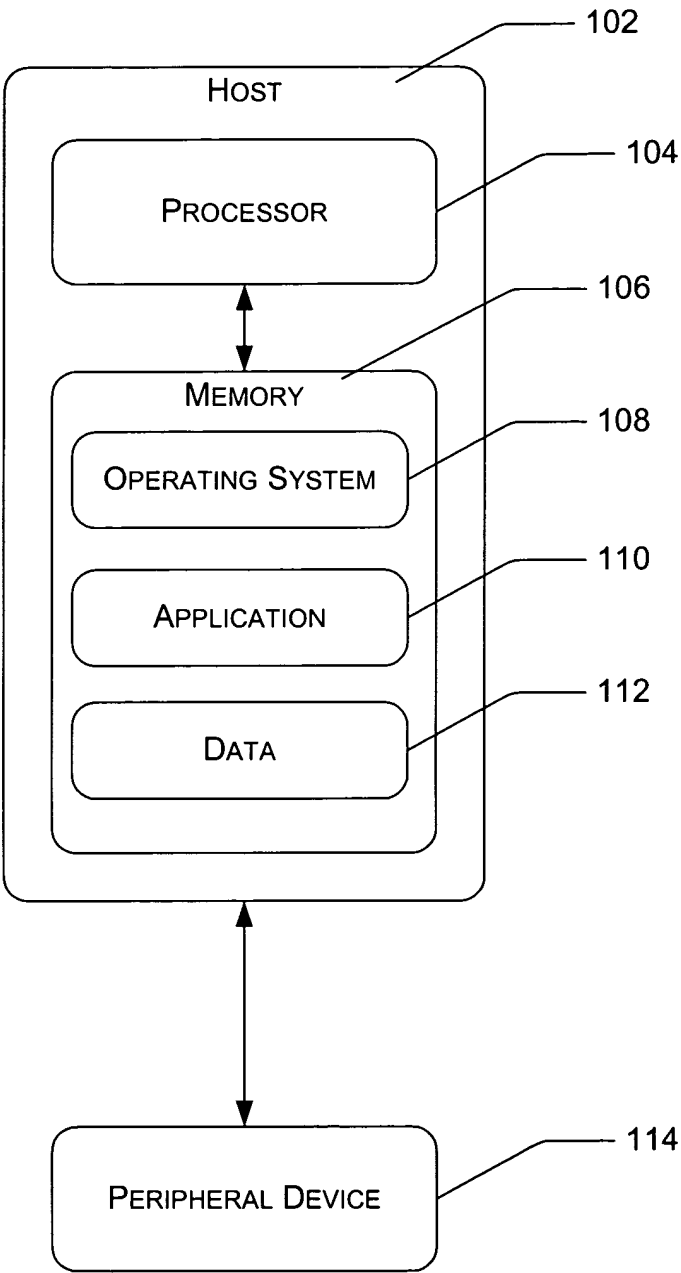 102
HOST
104
PROCESSOR
106
MEMORY
108
OPERATING SYSTEM
110
APPLICATION
112
DATA
114
PERIPHERAL DEVICE